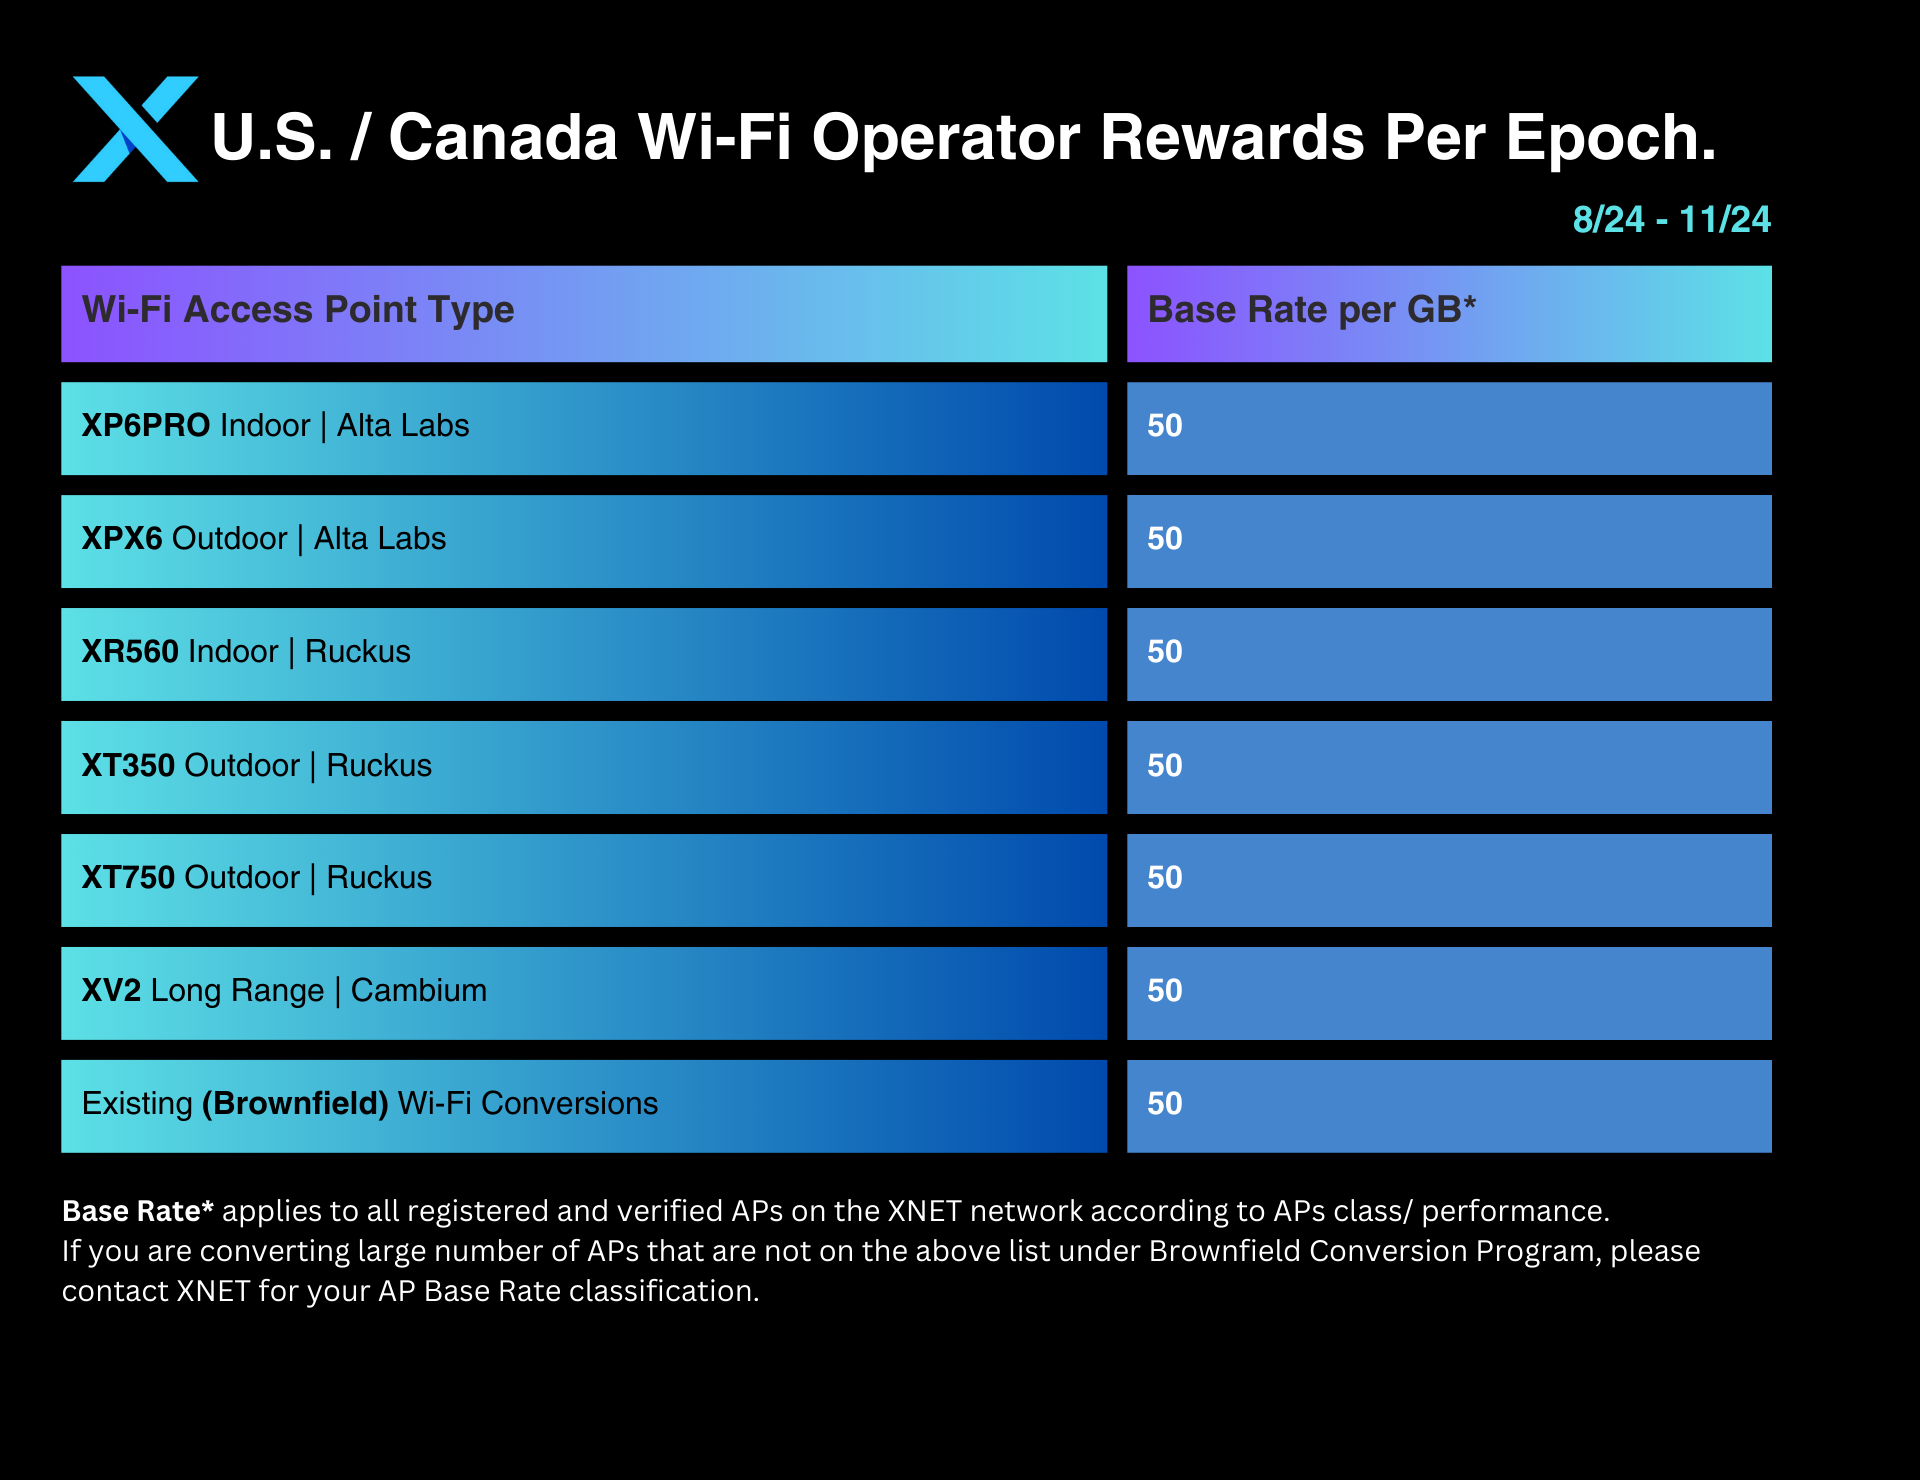 U.S. / Canada Wi-Fi Operator Rewards Per Epoch.
8/24 - 11/24
Wi-Fi Access Point Type Base Rate per GB*
XP6PRO Indoor | Alta Labs 50
XPX6 Outdoor | Alta Labs 50
XR560 Indoor | Ruckus 50
XT350 Outdoor | Ruckus 50
XT750 Outdoor | Ruckus 50
XV2 Long Range | Cambium 50
Existing (Brownfield) Wi-Fi Conversions 50
Base Rate* applies to all registered and verified APs on the XNET network according to APs class/ performance.
If you are converting large number of APs that are not on the above list under Brownfield Conversion Program, please
contact XNET for your AP Base Rate classification.